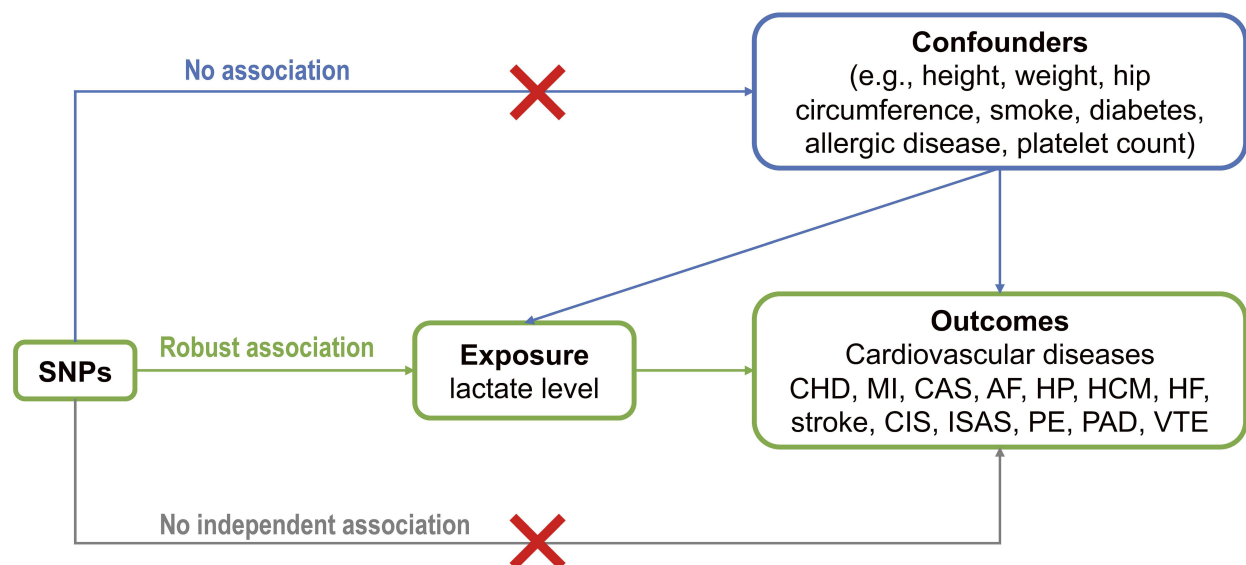 No association
Confounders
(e.g., height, weight, hip
circumference, smoke, diabetes,
allergic disease, platelet count)
SNPs
Robust association
Exposure
lactate level
Outcomes
Cardiovascular diseases
CHD, MI, CAS, AF, HP, HCM, HF,
stroke, CIS, ISAS, PE, PAD, VTE
No independent association